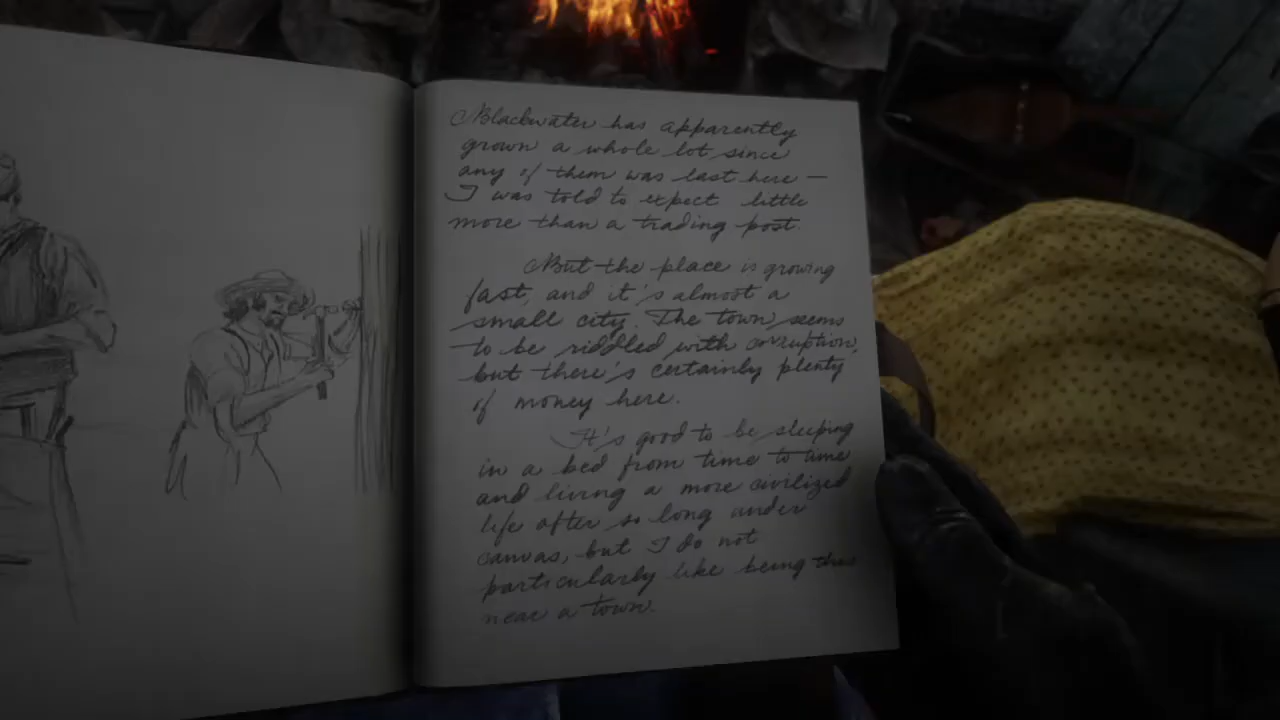 Blackwater has apparently
grown a whole lot since
any of them was last here —
I was told to expect little
more than a trading post.
But the place is growing
fast, and it's almost a
small city. The town seems
to be riddled with corruption,
but there's certainly plenty
of money here.
It's good to be sleeping
in a bed from time to time
and living a more civilized
life after so long under
canvas, but I do not
particularly like being this
near a town.